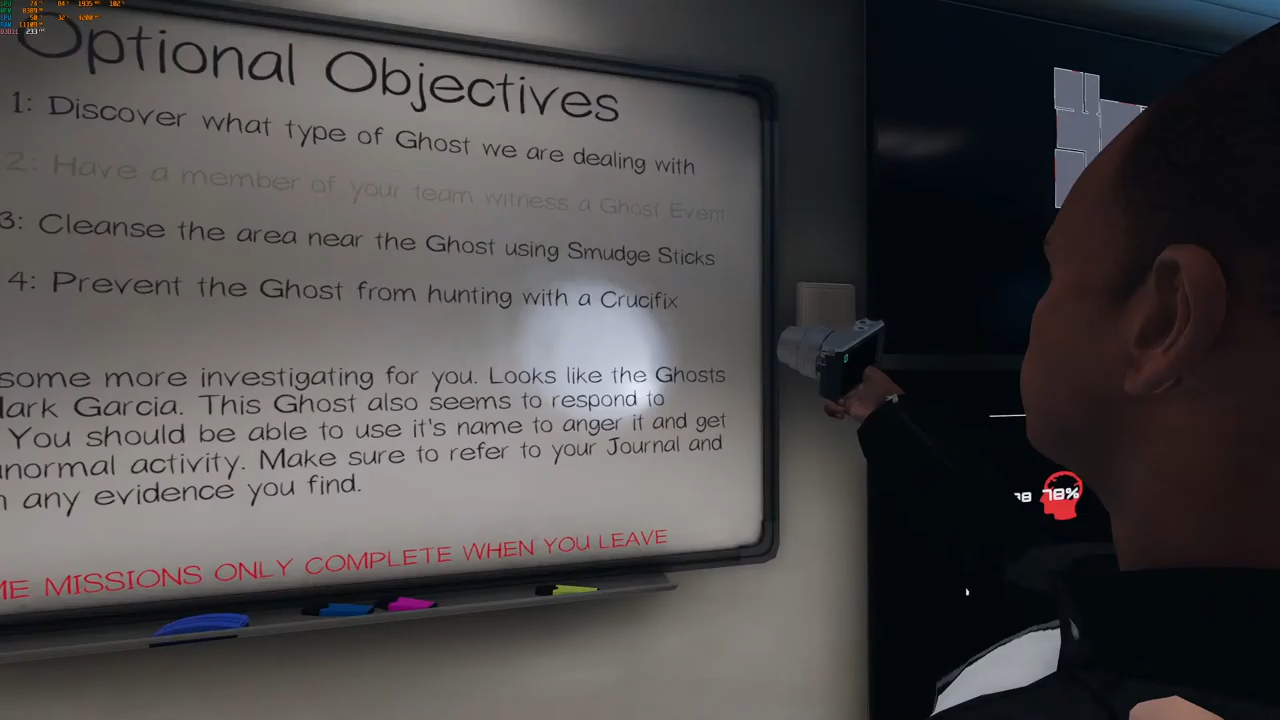 Optional Objectives
1: Discover what type of Ghost we are dealing with
2: Have a member of your team witness a Ghost Event
3: Cleanse the area near the Ghost using Smudge Sticks
4: Prevent the Ghost from hunting with a Crucifix
some more investigating for you. Looks like the Ghosts
Garcia. This Ghost also seems to respond to
You should be able to use it's name to anger it and get
activity. Make sure to refer to your Journal and
any evidence you find.
MISSIONS ONLY COMPLETE WHEN YOU LEAVE
78%